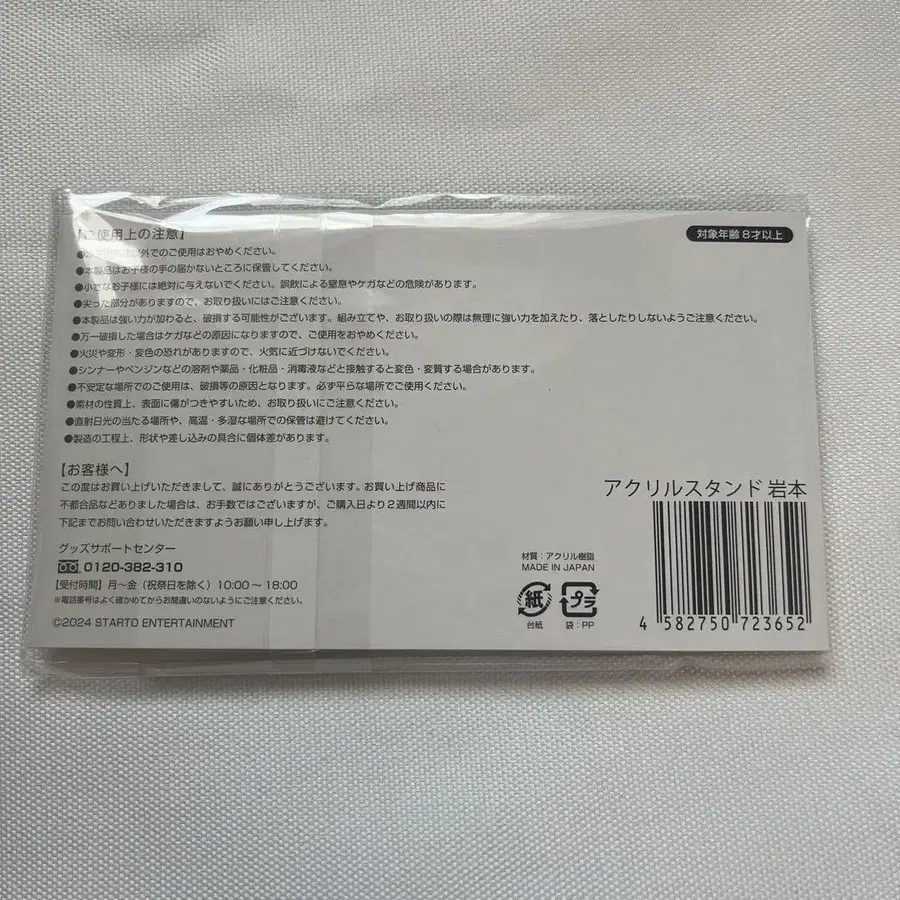 【ご使用上の注意】
対象年齢 8才以上
以外でのご使用はおやめください。
●本製品はお子様の手の届かないところに保管してください。
●小さなお子様には絶対に与えないでください。誤飲による窒息やケガなどの危険があります。
●尖った部分がありますので、お取り扱いにはご注意ください。
●本製品は強い力が加わると、破損する可能性がございます。組み立てや、お取り扱いの際は無理に強い力を加えたり、落としたりしないようご注意ください。
●万一破損した場合はケガなどの原因になりますので、ご使用をおやめください。
●火災や変形・変色の恐れがありますので、火気に近づけないでください。
●シンナーやベンジンなどの溶剤や薬品・化粧品・消毒液などと接触すると変色・変質する場合があります。
●不安定な場所でのご使用は、破損等の原因となります。必ず平らな場所でご使用ください。
●素材の性質上、表面に傷がつきやすいため、お取り扱いにご注意ください。
●直射日光の当たる場所や、高温・多湿な場所での保管は避けてください。
●製造の工程上、形状や差し込みの具合に個体差があります。
【お客様へ】
この度はお買い上げいただきまして、誠にありがとうございます。お買い上げ商品に
不都合品などありました場合は、お手数ではございますが、ご購入日より2週間以内に
下記までお問い合わせいただきますようお願い申し上げます。
グッズサポートセンター
0120-382-310
【受付時間】月〜金（祝祭日を除く）10:00〜18:00
※電話番号はよく確かめてからお間違いのないようにご注意ください。
©2024 STARTO ENTERTAINMENT
アクリルスタンド 岩本
材質：アクリル樹脂
MADE IN JAPAN
紙
プラ
台紙
袋：PP
4 582750 723652